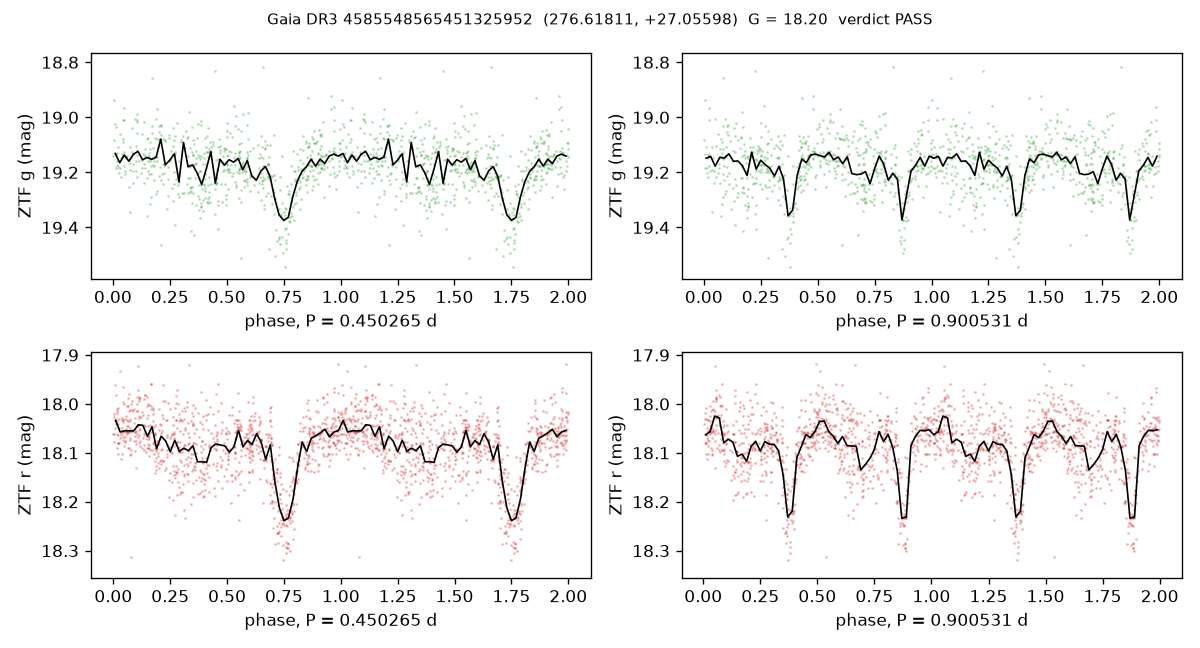 Gaia DR3 4585548565451325952 (276.61811, +27.05598) G = 18.20 verdict PASS
18.8
19.0
19.2
19.4
ZTF g (mag)
0.00 0.25 0.50 0.75 1.00 1.25 1.50 1.75 2.00
phase, P = 0.450265 d
18.8
19.0
19.2
19.4
ZTF g (mag)
0.00 0.25 0.50 0.75 1.00 1.25 1.50 1.75 2.00
phase, P = 0.900531 d
17.9
18.0
18.1
18.2
18.3
ZTF r (mag)
0.00 0.25 0.50 0.75 1.00 1.25 1.50 1.75 2.00
phase, P = 0.450265 d
17.9
18.0
18.1
18.2
18.3
ZTF r (mag)
0.00 0.25 0.50 0.75 1.00 1.25 1.50 1.75 2.00
phase, P = 0.900531 d